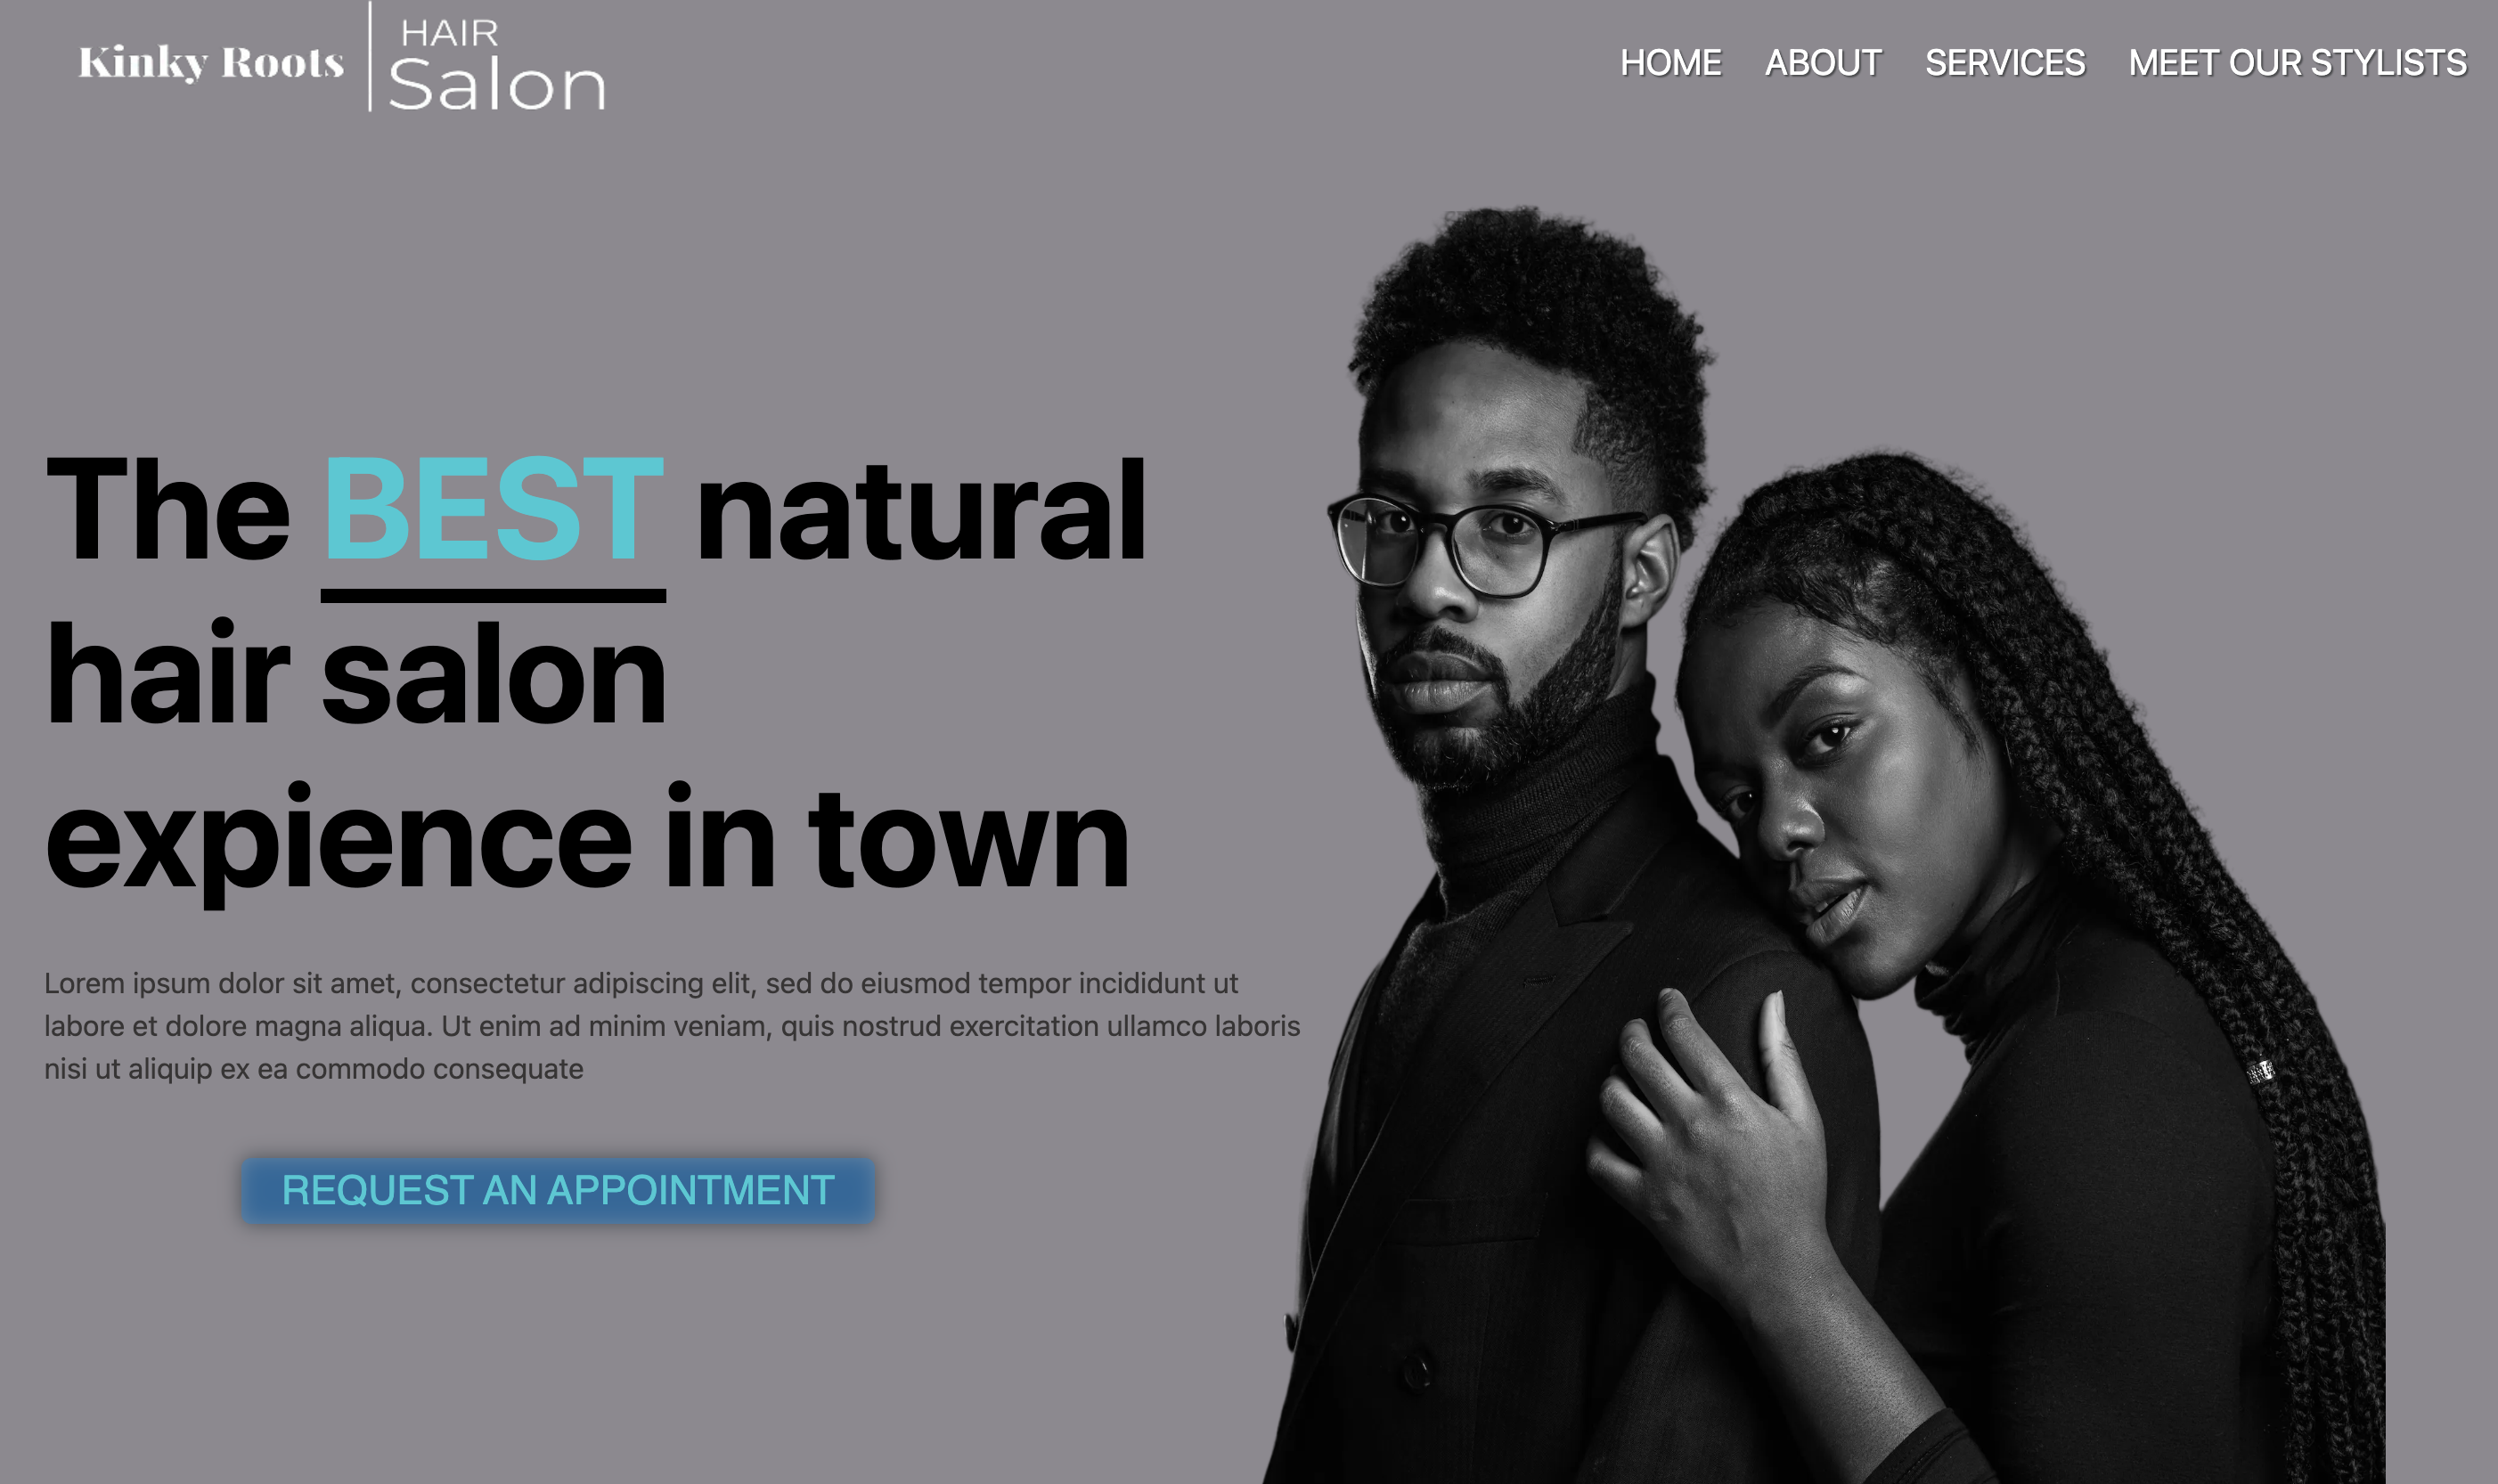 Kinky Roots
HAIR
Salon
HOME ABOUT SERVICES MEET OUR STYLISTS
The BEST natural
hair salon
expience in town
Lorem ipsum dolor sit amet, consectetur adipiscing elit, sed do eiusmod tempor incididunt ut
labore et dolore magna aliqua. Ut enim ad minim veniam, quis nostrud exercitation ullamco laboris
nisi ut aliquip ex ea commodo consequate
REQUEST AN APPOINTMENT